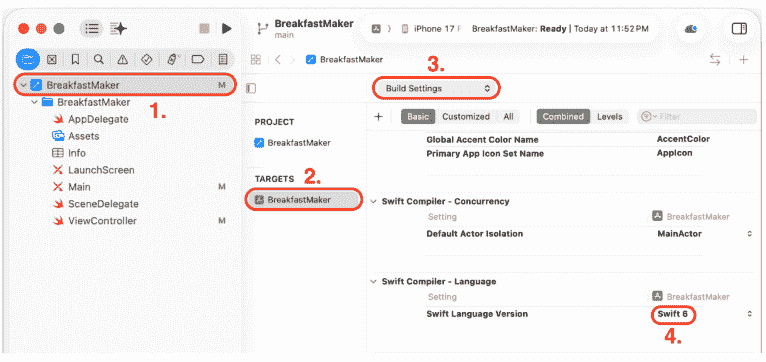 BreakfastMaker
main
iPhone 17
BreakfastMaker: Ready | Today at 11:52 PM
BreakfastMaker
BreakfastMaker M
1.
BreakfastMaker
AppDelegate
Assets
Info
LaunchScreen
Main M
SceneDelegate
ViewController M
3.
Build Settings
PROJECT
BreakfastMaker
2.
TARGETS
BreakfastMaker
Basic Customized All Combined Levels Filter
Global Accent Color Name AccentColor
Primary App Icon Set Name AppIcon
Swift Compiler - Concurrency
Setting BreakfastMaker
Default Actor Isolation MainActor
Swift Compiler - Language
Setting BreakfastMaker
Swift Language Version Swift 6
4.